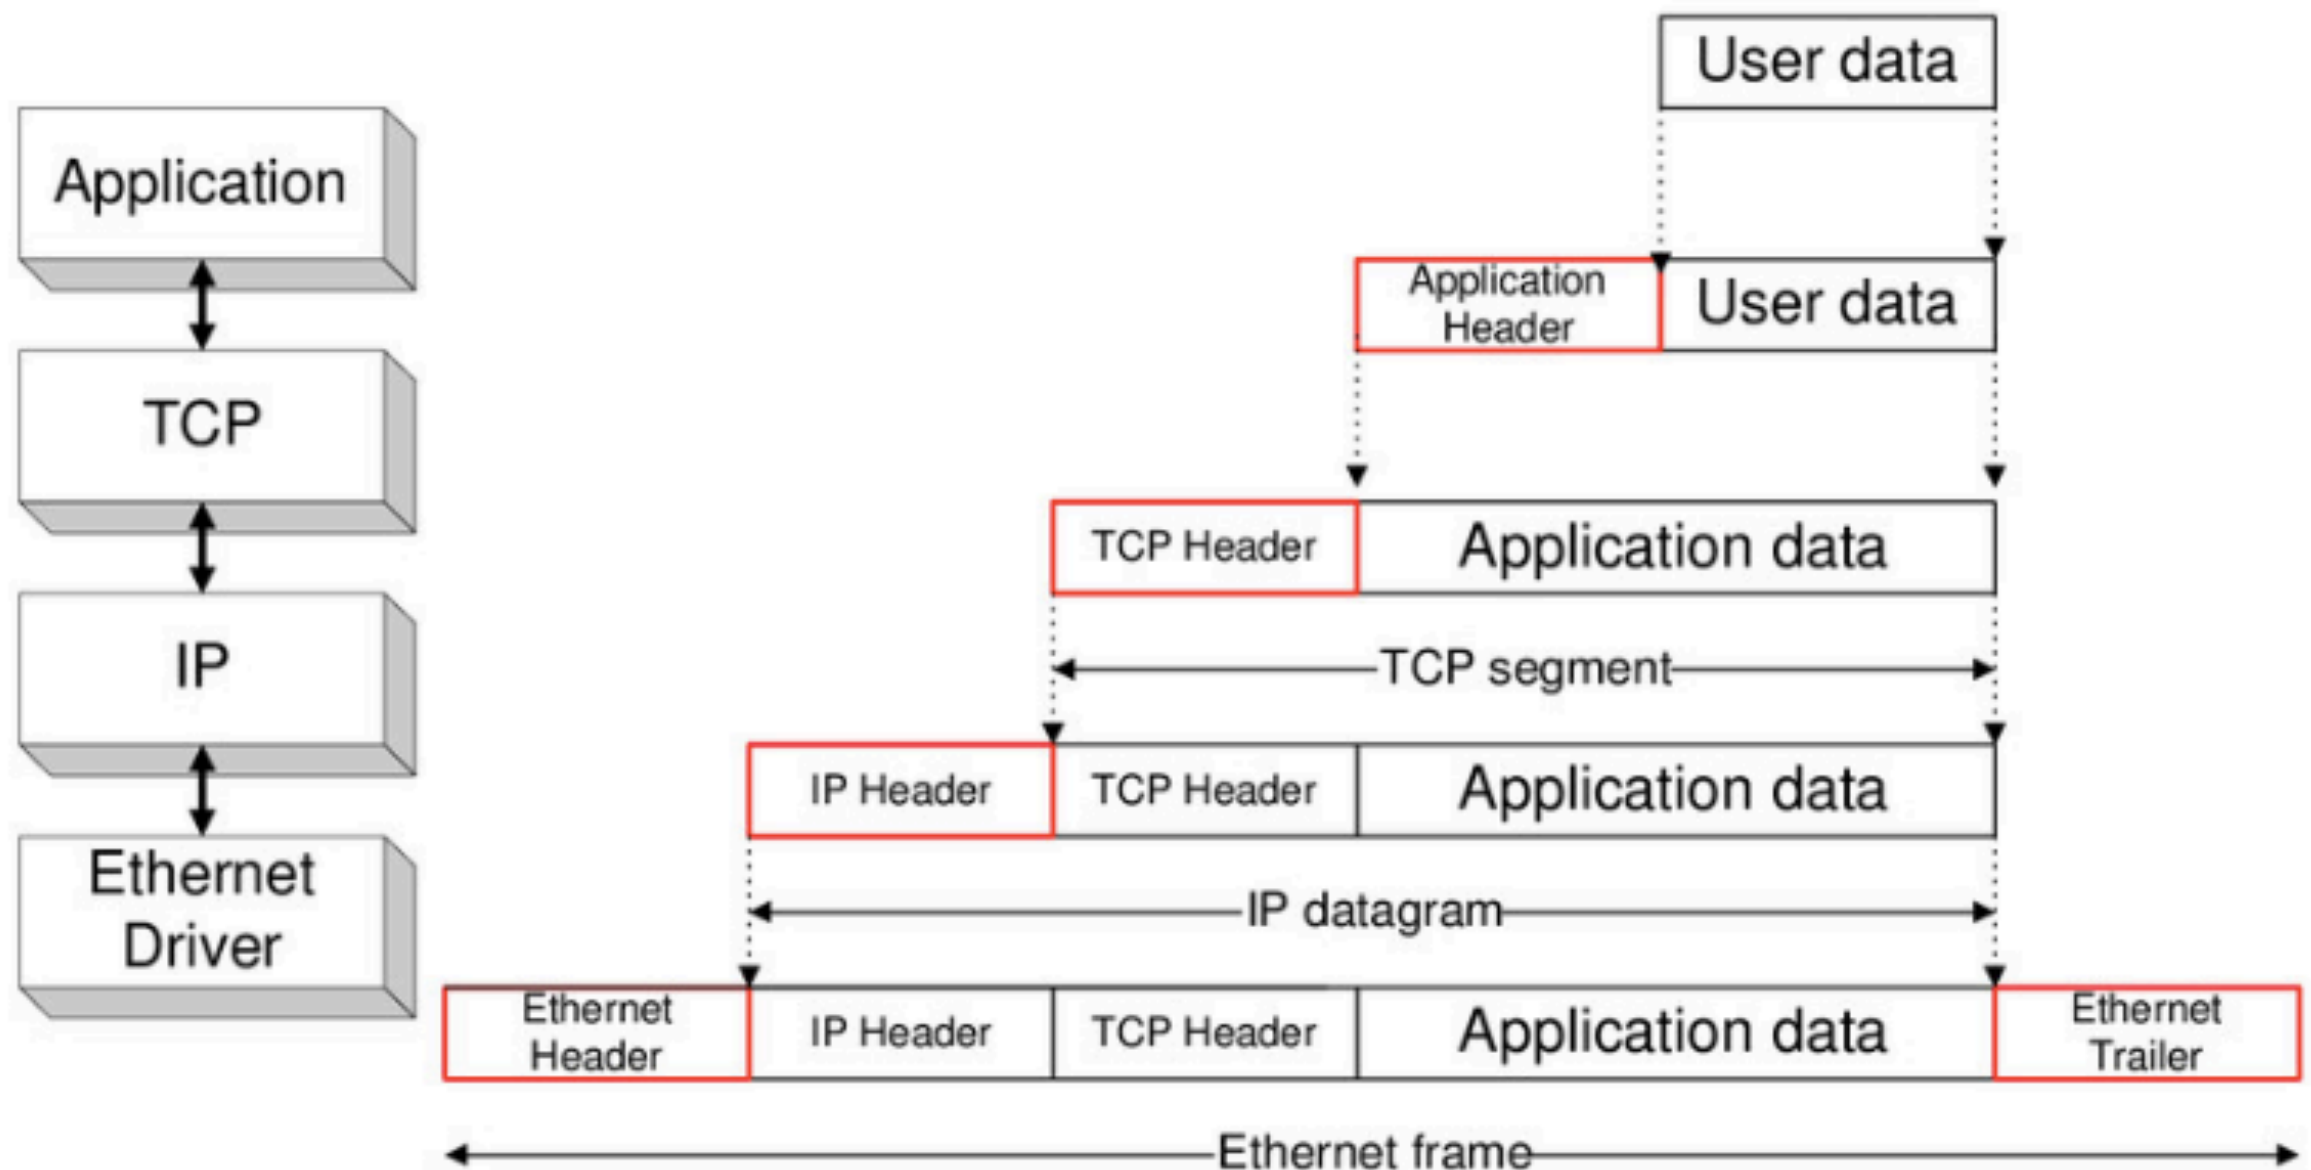 User data
Application
Application
Header
User data
TCP
TCP Header
Application data
IP
TCP segment
IP Header
TCP Header
Application data
Ethernet
Driver
IP datagram
Ethernet
Header
IP Header
TCP Header
Application data
Ethernet
Trailer
Ethernet frame